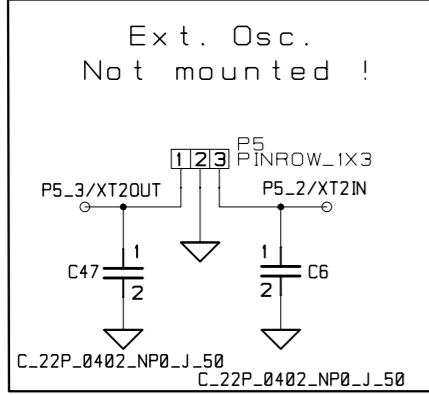 Ext. Osc.
Not mounted !
P5
1 2 3 PINROW_1X3
P5_3/XT2OUT
P5_2/XT2IN
1
1
C47
C6
2
2
C_22P_0402_NP0_J_50
C_22P_0402_NP0_J_50